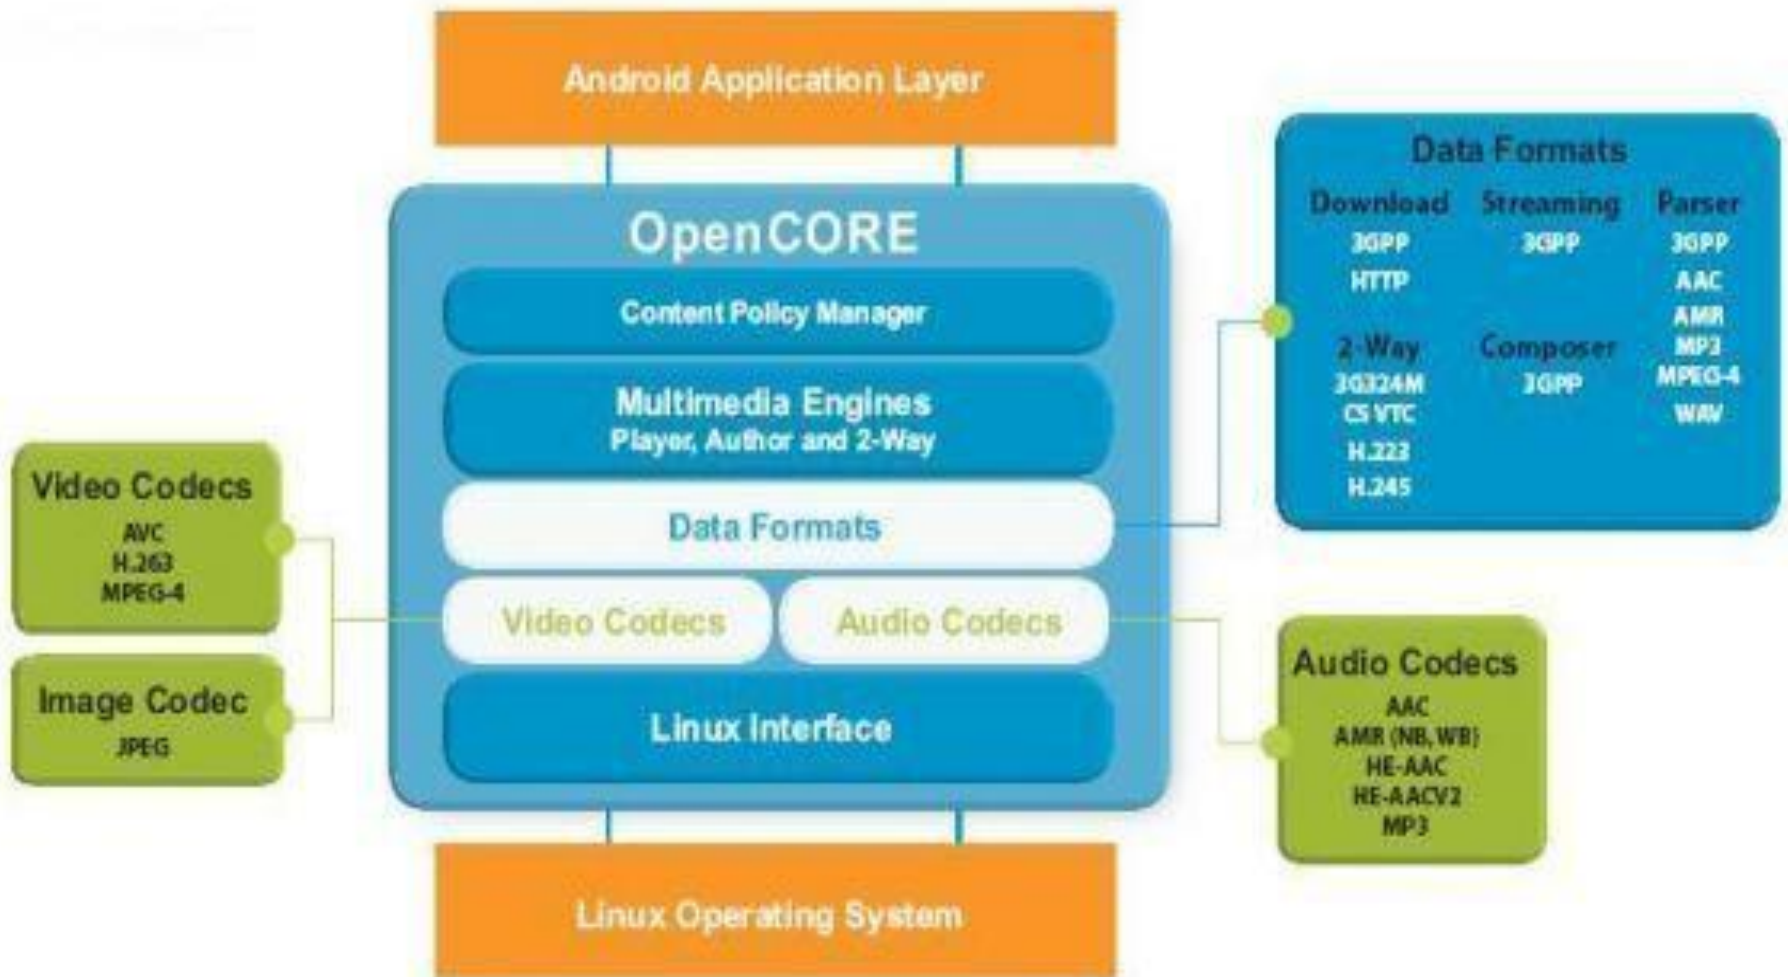 Android Application Layer
OpenCORE
Content Policy Manager
Multimedia Engines
Player, Author and 2-Way
Data Formats
Video Codecs
Audio Codecs
Linux Interface
Linux Operating System
Video Codecs
AVC
H.263
MPEG-4
Image Codec
JPEG
Data Formats
Download
3GPP
HTTP
Streaming
3GPP
Parser
3GPP
AAC
AMR
MP3
MPEG-4
WAV
2-Way
3G324M
CS VTC
H.223
H.245
Composer
3GPP
Audio Codecs
AAC
AMR (NB, WB)
HE-AAC
HE-AACV2
MP3